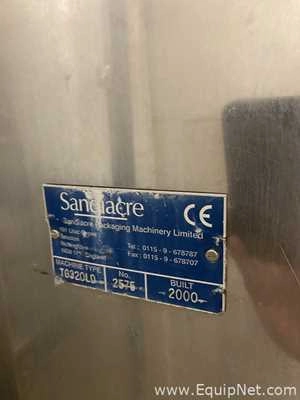 Sandiacre
CE
Sandiacre Packaging Machinery Limited
England
Tel : 0115 - 9 - 678787
Fax : 0115 - 9 - 678707
MACHINE TYPE
No.
BUILT
TG320LD
2575
2000
www.EquipNet.com